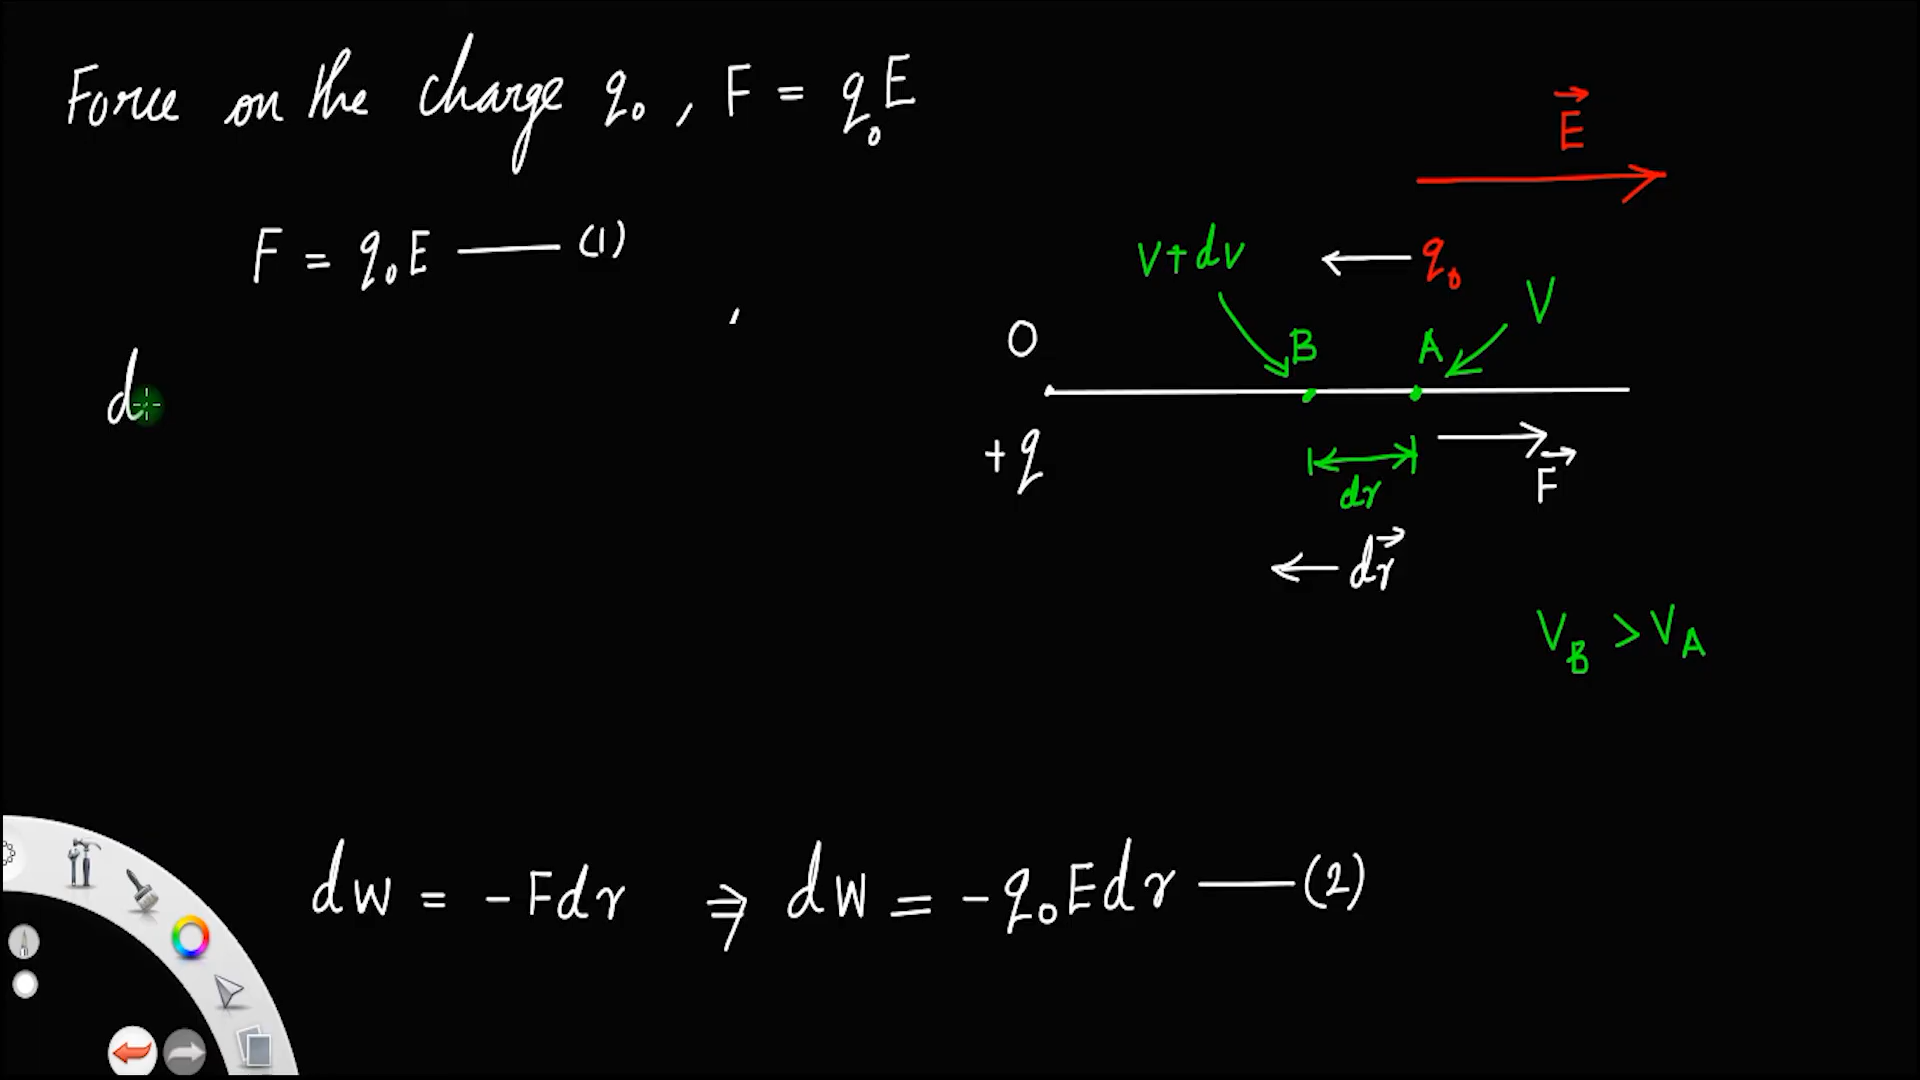 Force on the charge q₀, F = q₀E
F = q₀E —— (1)
d
E⃗
V+dv
q₀
V
O
B
A
+q
dr
F⃗
dr⃗
V_B > V_A
dW = -Fdr ⇒ dW = -q₀Edr —— (2)